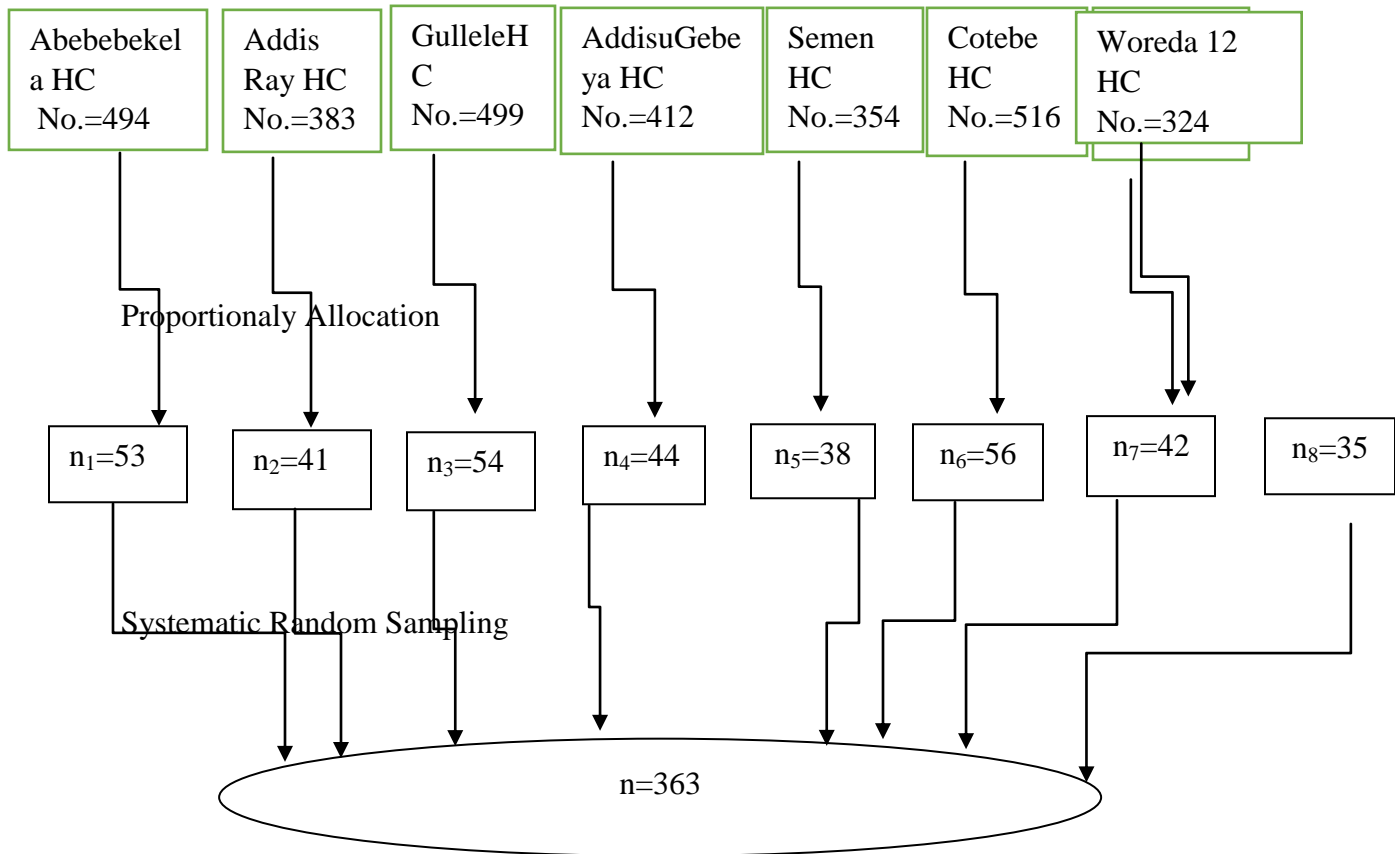 Abebebekel
a HC
No.=494
Addis
Ray HC
No.=383
GulleleH
C
No.=499
AddisuGebe
ya HC
No.=412
Semen
HC
No.=354
Cotebe
HC
No.=516
Woreda 12
HC
No.=324
Proportionaly Allocation
n₁=53
n₂=41
n₃=54
n₄=44
n₅=38
n₆=56
n₇=42
n₈=35
Systematic Random Sampling
n=363